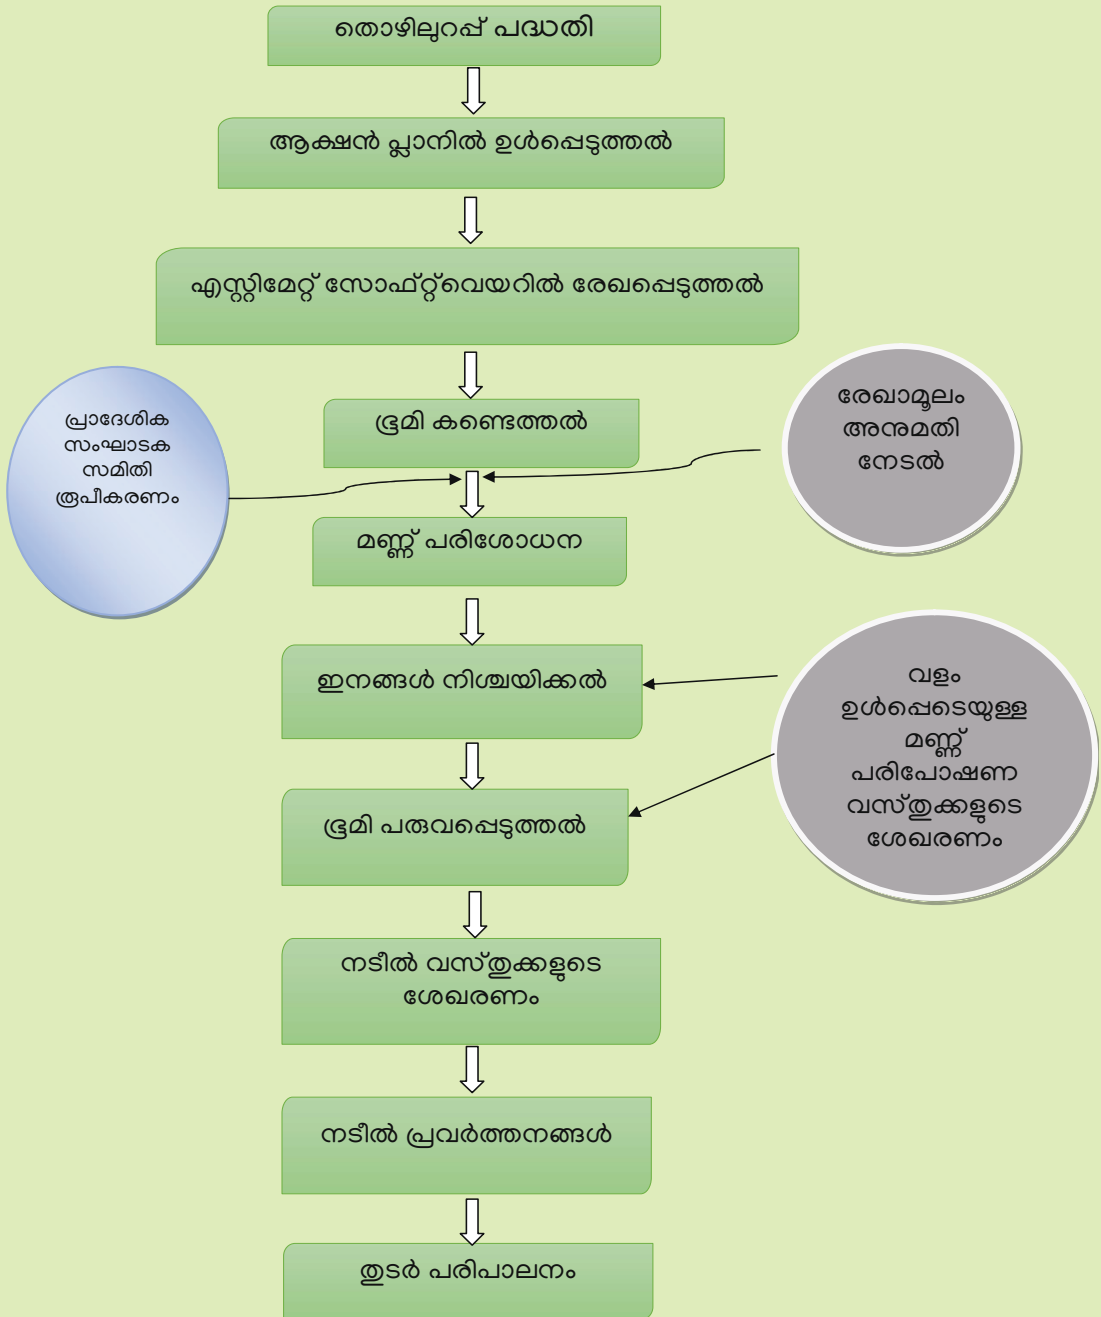 തൊഴിലുറപ്പ് പദ്ധതി
ആക്ഷൻ പ്ലാനിൽ ഉൾപ്പെടുത്തൽ
എസ്റ്റിമേറ്റ് സോഫ്റ്റ്‌വെയറിൽ രേഖപ്പെടുത്തൽ
ഭൂമി കണ്ടെത്തൽ
പ്രാദേശിക
സംഘാടക
സമിതി
രൂപീകരണം
രേഖാമൂലം
അനുമതി
നേടൽ
മണ്ണ് പരിശോധന
ഇനങ്ങൾ നിശ്ചയിക്കൽ
വളം
ഉൾപ്പെടെയുള്ള
മണ്ണ്
പരിപോഷണ
വസ്തുക്കളുടെ
ശേഖരണം
ഭൂമി പരുവപ്പെടുത്തൽ
നടീൽ വസ്തുക്കളുടെ
ശേഖരണം
നടീൽ പ്രവർത്തനങ്ങൾ
തുടർ പരിപാലനം